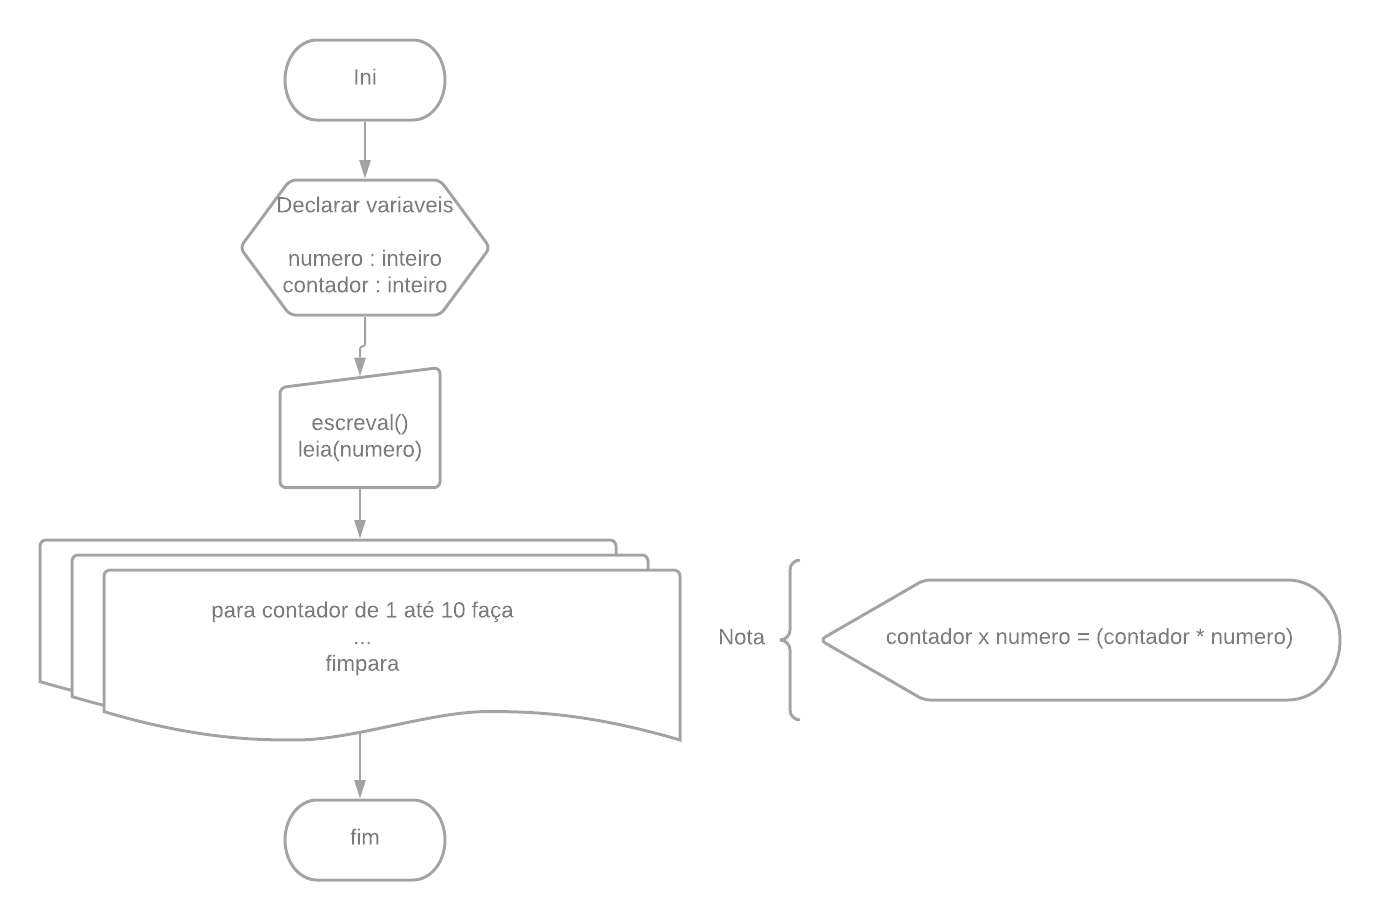 Ini
Declarar variaveis
numero : inteiro
contador : inteiro
escreval()
leia(numero)
para contador de 1 até 10 faça
...
fimpara
Nota
contador x numero = (contador * numero)
fim